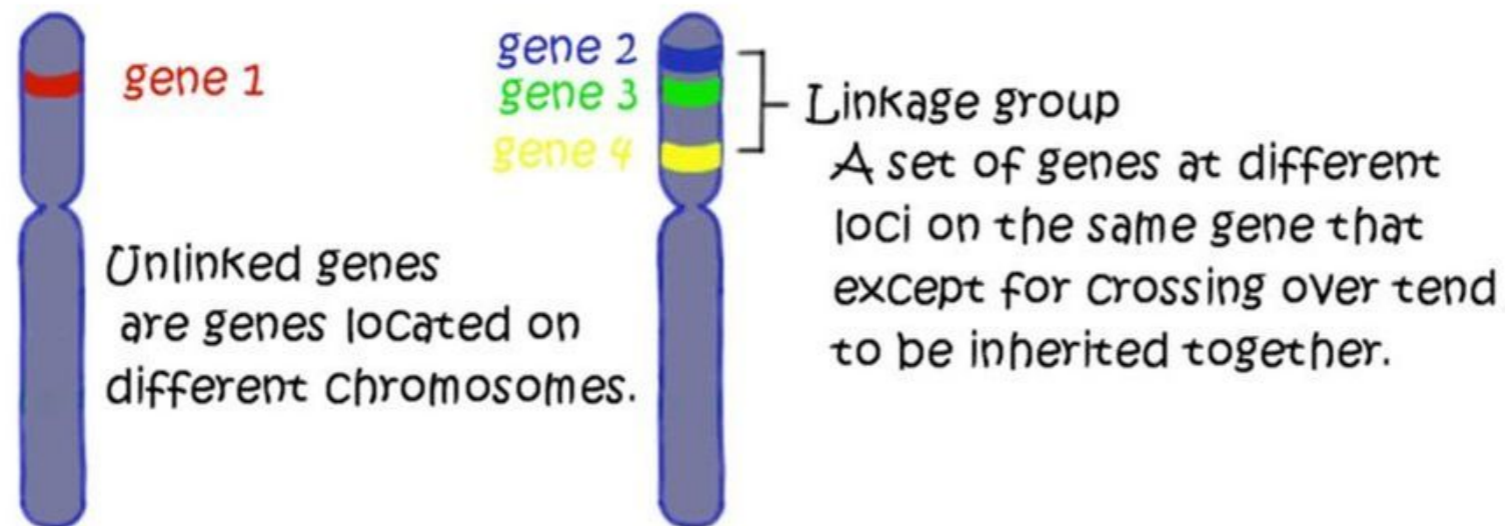 gene 1
Unlinked genes
are genes located on
different chromosomes.
gene 2
gene 3
gene 4
Linkage group
A set of genes at different
loci on the same gene that
except for crossing over tend
to be inherited together.